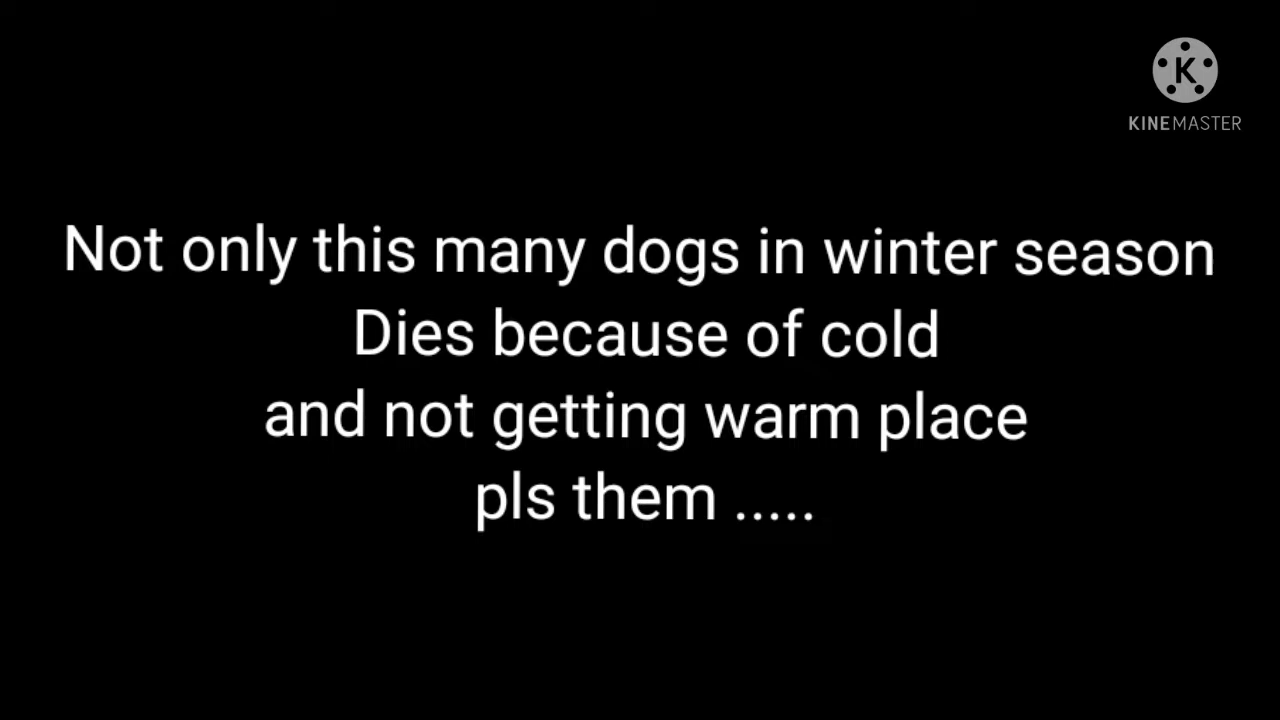 K
KINEMASTER
Not only this many dogs in winter season
Dies because of cold
and not getting warm place
pls them .....